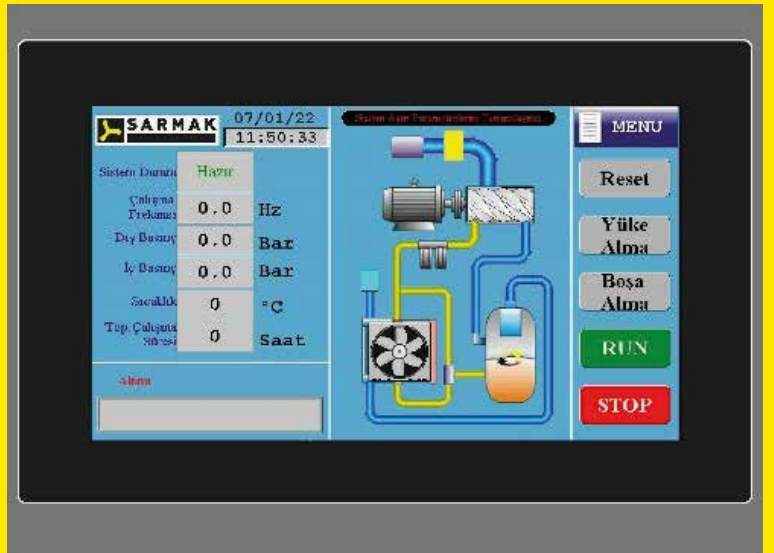 SARMAK
07/01/22
11:50:33
Sistem Durumu
Hazır
Çalışma
Frekansı
0.0
Hz
Dış Basınç
0.0
Bar
İç Basınç
0.0
Bar
Sıcaklık
0
°C
Top. Çalışma
Süresi
0
Saat
Alarm
MENU
Reset
Yüke
Alma
Boşa
Alma
RUN
STOP